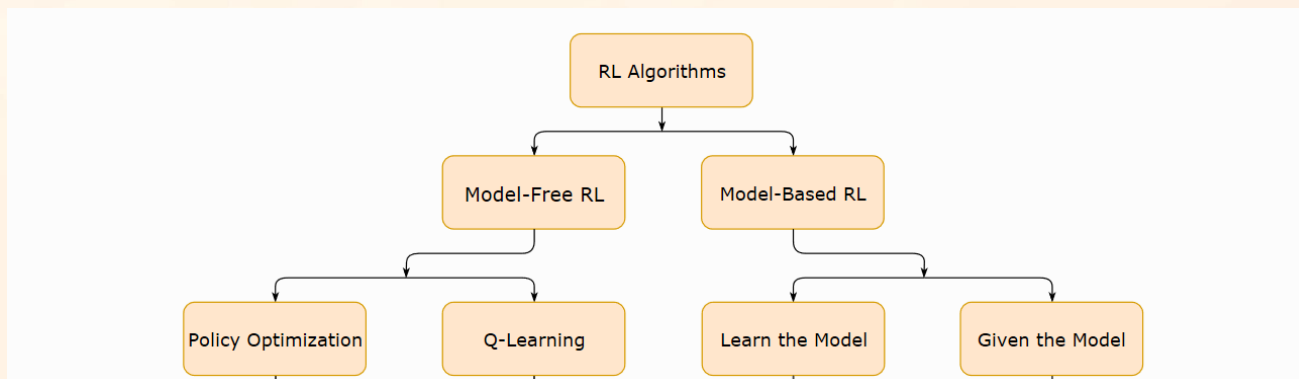 RL Algorithms
Model-Free RL
Model-Based RL
Policy Optimization
Q-Learning
Learn the Model
Given the Model